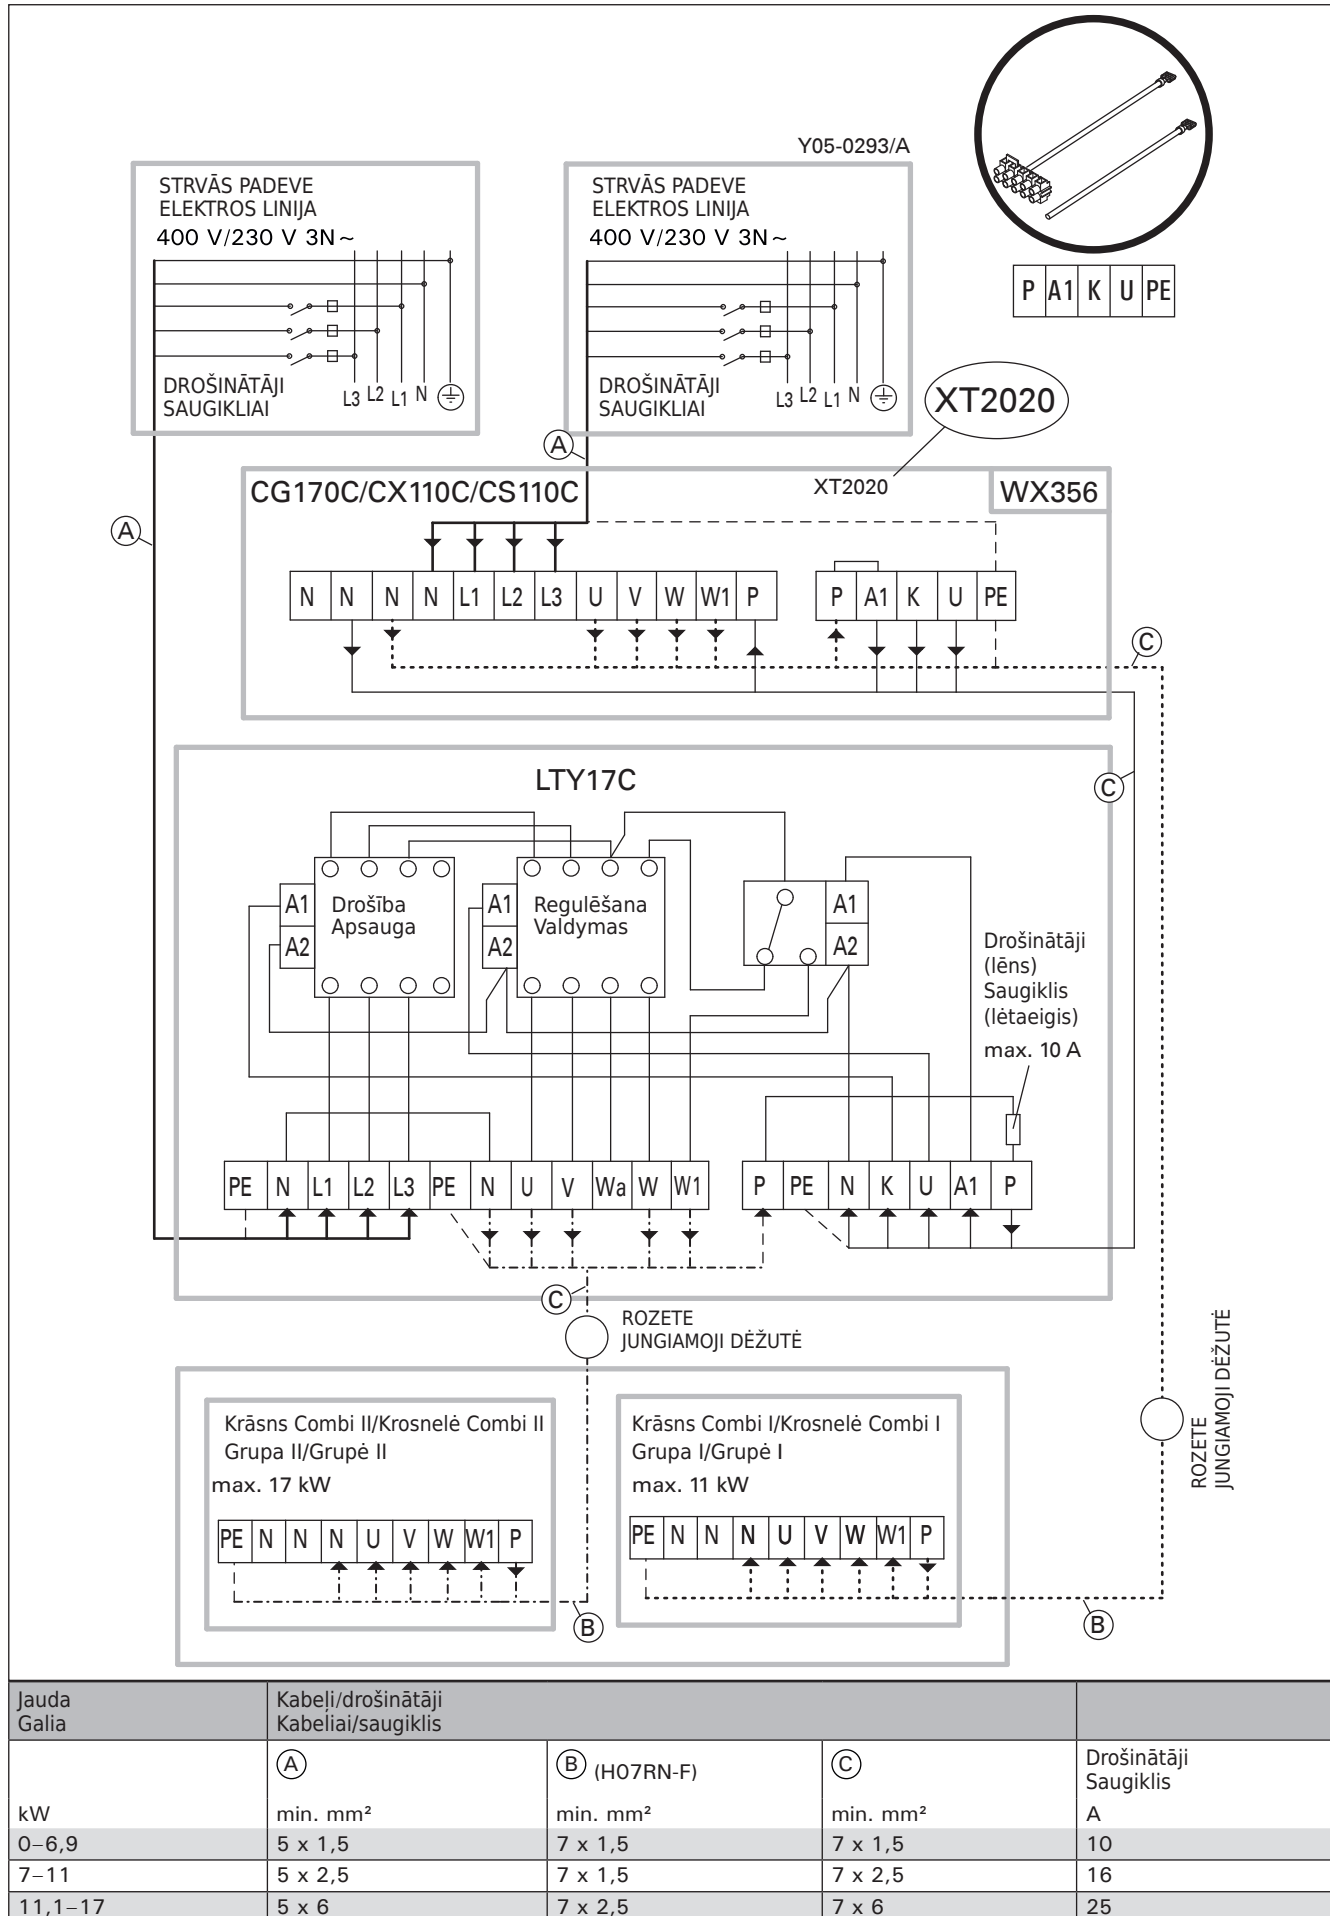 Y05-0293/A
STRVĀS PADEVE
ELEKTROS LINIJA
400 V/230 V 3N~
DROŠINĀTĀJI
SAUGIKLIAI
L3 L2 L1 N
STRVĀS PADEVE
ELEKTROS LINIJA
400 V/230 V 3N~
DROŠINĀTĀJI
SAUGIKLIAI
L3 L2 L1 N
P A1 K U PE
XT2020
A
A
CG170C/CX110C/CS110C
XT2020
WX356
N N N N L1 L2 L3 U V W W1 P
P A1 K U PE
C
LTY17C
C
A1
A2
Drošība
Apsauga
A1
A2
Regulēšana
Valdymas
A1
A2
Drošinātāji
(lēns)
Saugiklis
(lėtaeigis)
max. 10 A
PE N L1 L2 L3 PE N U V Wa W W1
P PE N K U A1 P
C
ROZETE
JUNGIAMOJI DĖŽUTĖ
ROZETE
JUNGIAMOJI DĖŽUTĖ
Krāsns Combi II/Krosnelė Combi II
Grupa II/Grupė II
max. 17 kW
PE N N N U V W W1 P
B
Krāsns Combi I/Krosnelė Combi I
Grupa I/Grupė I
max. 11 kW
PE N N N U V W W1 P
B
Jauda
Galia
Kabeļi/drošinātāji
Kabeliai/saugiklis
A
B (H07RN-F)
C
Drošinātāji
Saugiklis
kW min. mm² min. mm² min. mm² A
0–6,9 5 x 1,5 7 x 1,5 7 x 1,5 10
7–11 5 x 2,5 7 x 1,5 7 x 2,5 16
11,1–17 5 x 6 7 x 2,5 7 x 6 25